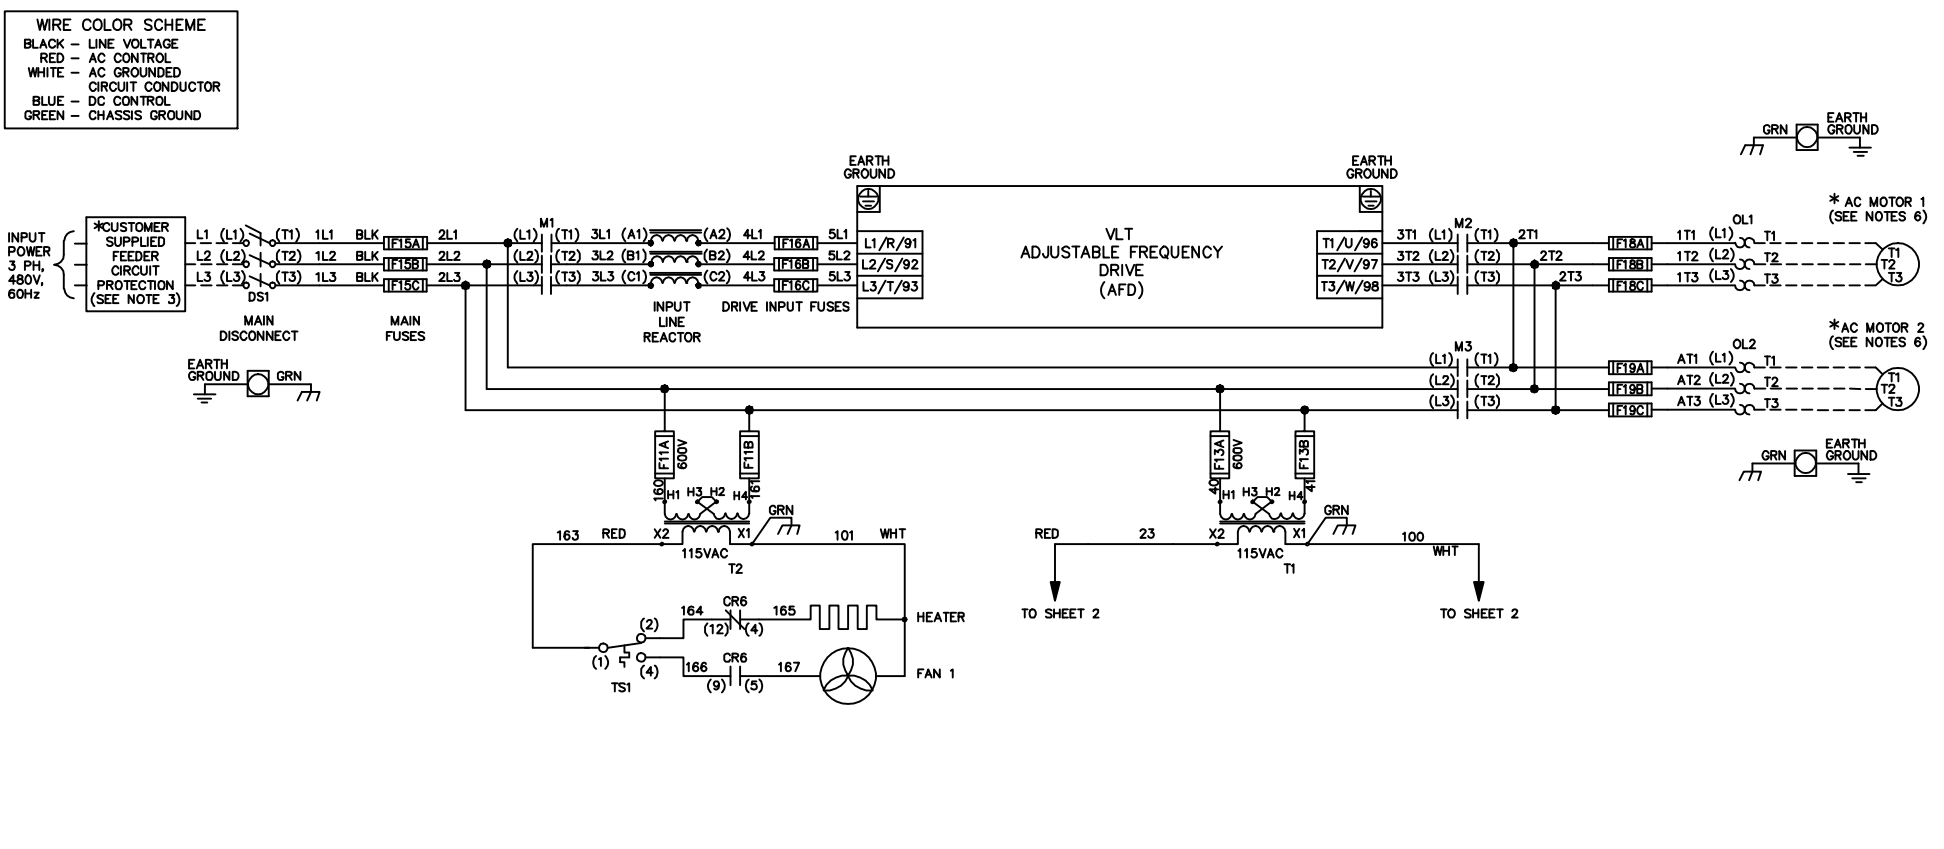 WIRE COLOR SCHEME
BLACK – LINE VOLTAGE
RED – AC CONTROL
WHITE – AC GROUNDED
CIRCUIT CONDUCTOR
BLUE – DC CONTROL
GREEN – CHASSIS GROUND
GRN
EARTH
GROUND
EARTH
GROUND
EARTH
GROUND
*AC MOTOR 1
(SEE NOTES 6)
INPUT
POWER
3 PH,
480V,
60Hz
*CUSTOMER
SUPPLIED
FEEDER
CIRCUIT
PROTECTION
(SEE NOTE 3)
L1 (L1) (T1) 1L1 BLK F15A 2L1 (L1) M1 (T1) 3L1 (A1) (A2) 4L1 F16A 5L1 L1/R/91
L2 (L2) (T2) 1L2 BLK F15B 2L2 (L2) (T2) 3L2 (B1) (B2) 4L2 F16B 5L2 L2/S/92
L3 (L3) (T3) 1L3 BLK F15C 2L3 (L3) (T3) 3L3 (C1) (C2) 4L3 F16C 5L3 L3/T/93
DS1
MAIN
DISCONNECT
MAIN
FUSES
INPUT
LINE
REACTOR
DRIVE INPUT FUSES
VLT
ADJUSTABLE FREQUENCY
DRIVE
(AFD)
T1/U/96 3T1 (L1) M2 (T1) 2T1 F18A 1T1 (L1) OL1 T1 T1
T2/V/97 3T2 (L2) (T2) 2T2 F18B 1T2 (L2) T2 T2
T3/W/98 3T3 (L3) (T3) 2T3 F18C 1T3 (L3) T3 T3
*AC MOTOR 2
(SEE NOTES 6)
(L1) M3 (T1) F19A AT1 (L1) OL2 T1 T1
(L2) (T2) F19B AT2 (L2) T2 T2
(L3) (T3) F19C AT3 (L3) T3 T3
EARTH
GROUND
GRN
GRN
EARTH
GROUND
F11A
600V
F11B
160
161
H1 H3 H2 H4
GRN
163 RED X2 X1 101 WHT
115VAC
T2
F13A
600V
F13B
40
41
H1 H3 H2 H4
GRN
RED 23 X2 X1 100
WHT
115VAC
T1
TO SHEET 2
TO SHEET 2
164 CR6 165 HEATER
(12) (4)
(2)
(1)
(4)
TS1
166 CR6 167 FAN 1
(9) (5)